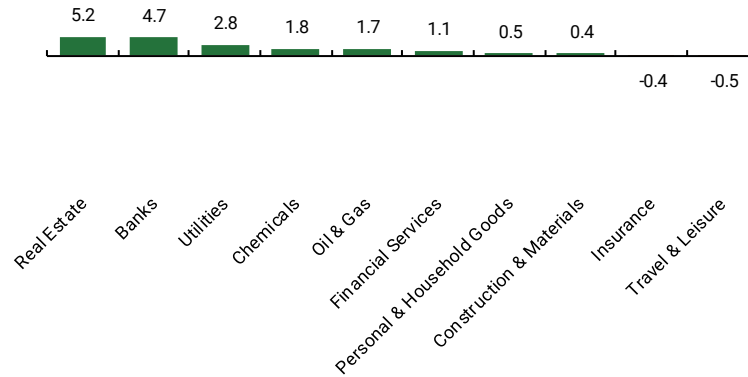 5.2
4.7
2.8
1.8
1.7
1.1
0.5
0.4
-0.4
-0.5
Real Estate
Banks
Utilities
Chemicals
Oil & Gas
Financial Services
Personal & Household Goods
Construction & Materials
Insurance
Travel & Leisure